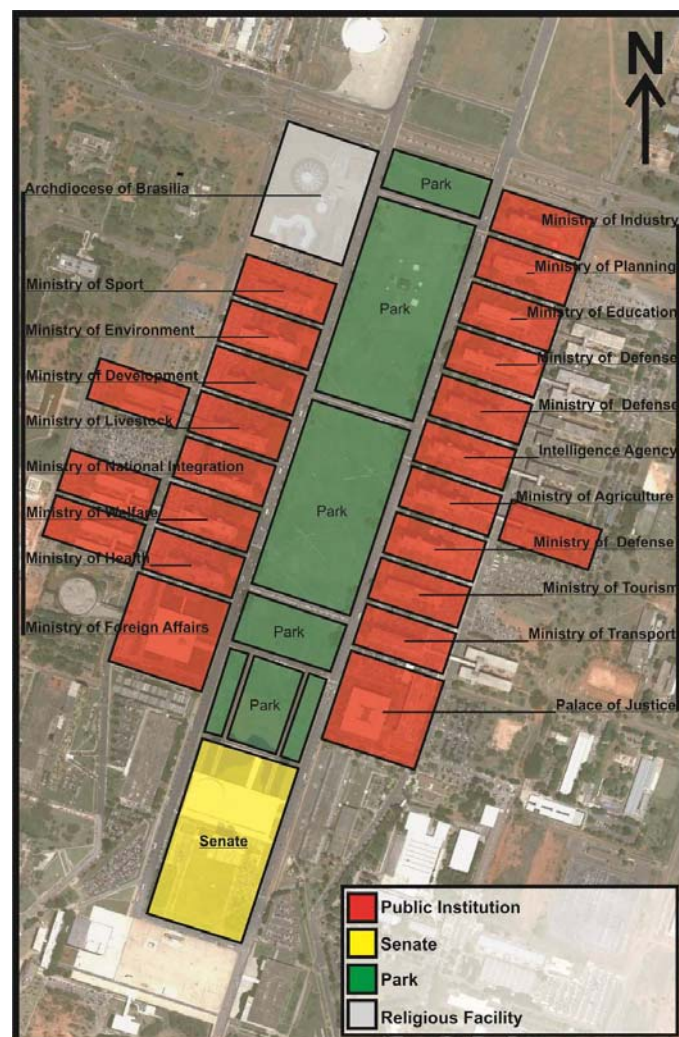 N
Park
Archdiocese of Brasilia
Ministry of Industry
Ministry of Planning
Ministry of Sport
Park
Ministry of Education
Ministry of Environment
Ministry of Defense
Ministry of Development
Ministry of Defense
Ministry of Livestock
Intelligence Agency
Ministry of National Integration
Ministry of Agriculture
Park
Ministry of Welfare
Ministry of Defense
Ministry of Health
Ministry of Tourism
Ministry of Foreign Affairs
Park
Ministry of Transport
Park
Palace of Justice
Senate
Public Institution
Senate
Park
Religious Facility